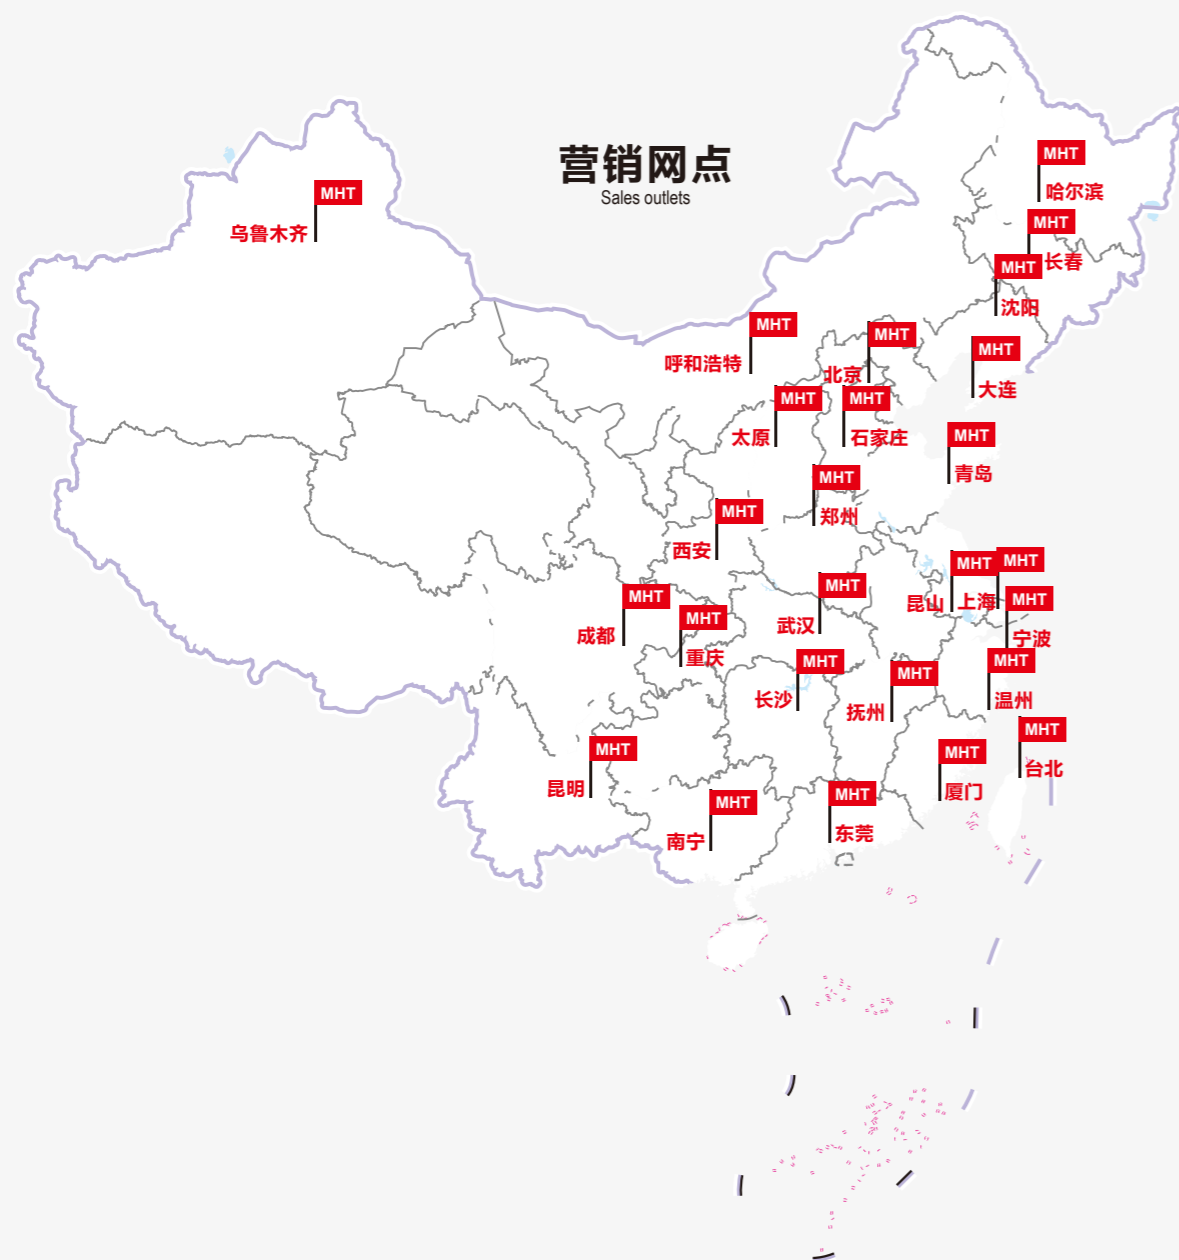 营销网点
Sales outlets
MHT
哈尔滨
MHT
乌鲁木齐
MHT
长春
MHT
沈阳
MHT
呼和浩特
MHT
北京
MHT
大连
MHT
太原
MHT
石家庄
MHT
青岛
MHT
郑州
MHT
西安
MHT
昆山
MHT
上海
MHT
武汉
MHT
成都
MHT
宁波
MHT
重庆
MHT
长沙
MHT
温州
MHT
抚州
MHT
台北
MHT
昆明
MHT
厦门
MHT
东莞
MHT
南宁